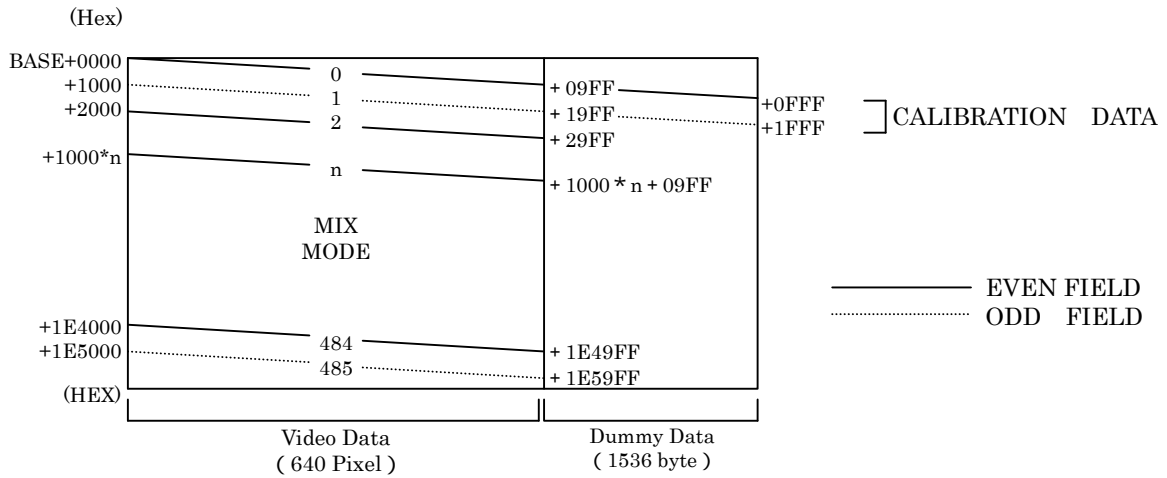 (Hex)
BASE+0000
0
+ 09FF
+0FFF
+1000
1
+ 19FF
+1FFF
CALIBRATION DATA
+2000
2
+ 29FF
+1000*n
n
+ 1000 * n + 09FF
MIX
MODE
EVEN FIELD
ODD FIELD
+1E4000
484
+ 1E49FF
+1E5000
485
+ 1E59FF
(HEX)
Video Data
( 640 Pixel )
Dummy Data
( 1536 byte )